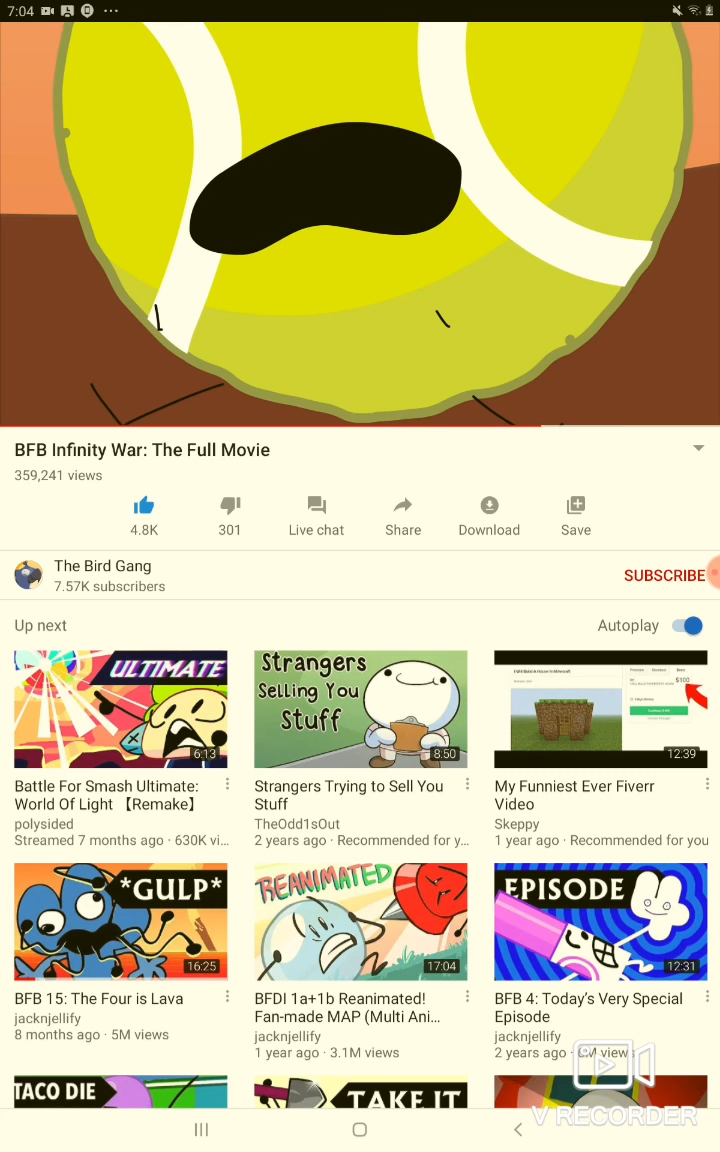 7:04
BFB Infinity War: The Full Movie
359,241 views
4.8K
301
Live chat
Share
Download
Save
The Bird Gang
7.57K subscribers
SUBSCRIBE
Up next
Autoplay
ULTIMATE
6:13
Strangers
Selling You
Stuff
8:50
$100
12:39
Battle For Smash Ultimate:
World Of Light 【Remake】
polysided
Streamed 7 months ago · 630K vi...
Strangers Trying to Sell You
Stuff
TheOdd1sOut
2 years ago · Recommended for y...
My Funniest Ever Fiverr
Video
Skeppy
1 year ago · Recommended for you
*GULP*
16:25
REANIMATED
17:04
EPISODE
12:31
BFB 15: The Four is Lava
jacknjellify
8 months ago · 5M views
BFDI 1a+1b Reanimated!
Fan-made MAP (Multi Ani...
jacknjellify
1 year ago · 3.1M views
BFB 4: Today's Very Special
Episode
jacknjellify
2 years ago · views
TACO DIE
TAKE IT
V RECORDER